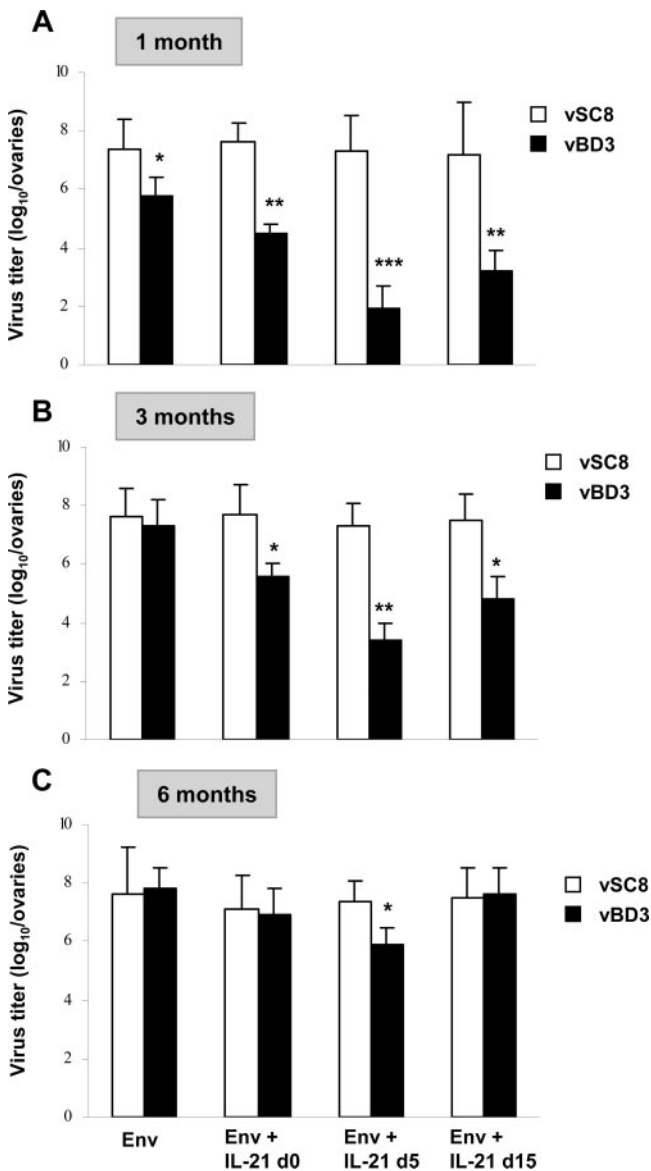 A
1 month
10
8
6
4
2
0
Virus titer (log10/ovaries)
vSC8
vBD3
*
**
***
**
B
3 months
10
8
6
4
2
0
Virus titer (log10/ovaries)
vSC8
vBD3
*
**
*
C
6 months
10
8
6
4
2
0
Virus titer (log10/ovaries)
vSC8
vBD3
*
Env
Env +
IL-21 d0
Env +
IL-21 d5
Env +
IL-21 d15